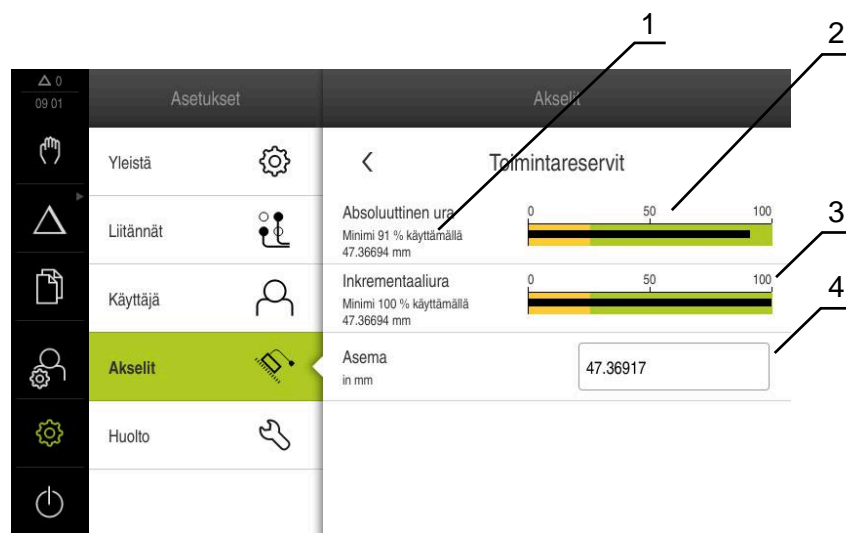 1
2
3
4
0
09 01
Asetukset
Akselit
Yleistä
Liitännät
Käyttäjä
Akselit
Huolto
Toimintareservit
Absoluuttinen ura
Minimi 91 % käyttämällä
47.36694 mm
0 50 100
Inkrementaaliura
Minimi 100 % käyttämällä
47.36694 mm
0 50 100
Asema
in mm
47.36917